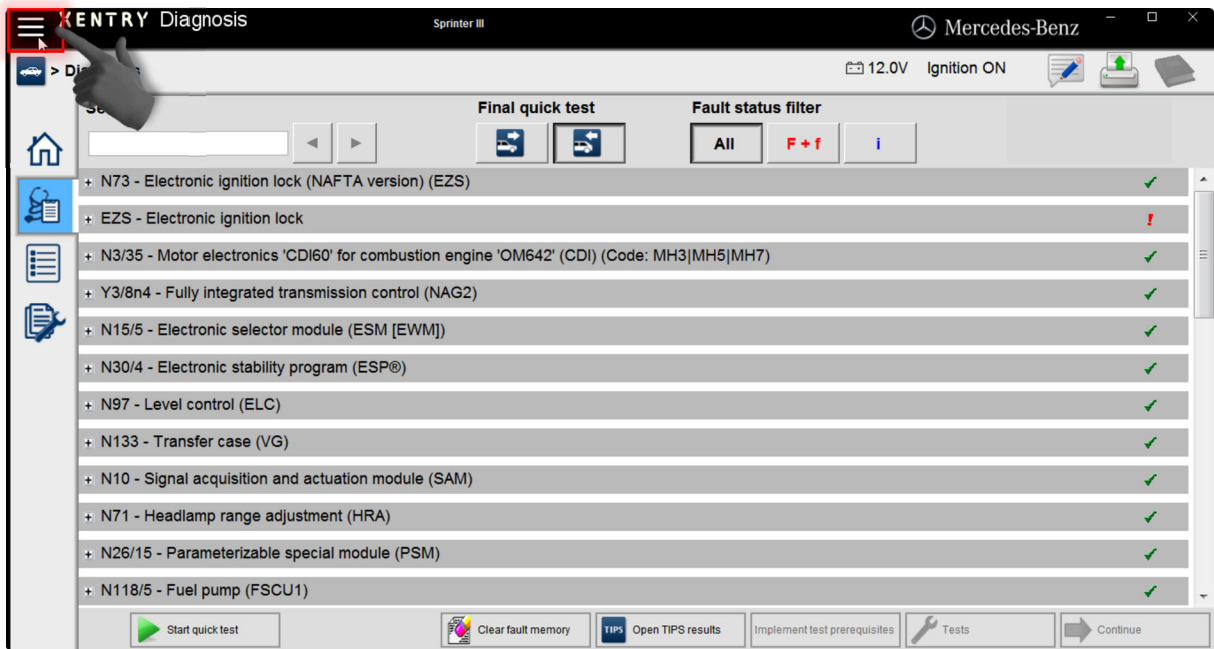 XENTRY Diagnosis
Sprinter III
Mercedes-Benz
12.0V Ignition ON
Final quick test
Fault status filter
All
F + f
i
+ N73 - Electronic ignition lock (NAFTA version) (EZS)
+ EZS - Electronic ignition lock
!
+ N3/35 - Motor electronics 'CDI60' for combustion engine 'OM642' (CDI) (Code: MH3|MH5|MH7)
+ Y3/8n4 - Fully integrated transmission control (NAG2)
+ N15/5 - Electronic selector module (ESM [EWM])
+ N30/4 - Electronic stability program (ESP®)
+ N97 - Level control (ELC)
+ N133 - Transfer case (VG)
+ N10 - Signal acquisition and actuation module (SAM)
+ N71 - Headlamp range adjustment (HRA)
+ N26/15 - Parameterizable special module (PSM)
+ N118/5 - Fuel pump (FSCU1)
Start quick test
Clear fault memory
TIPS Open TIPS results
Implement test prerequisites
Tests
Continue